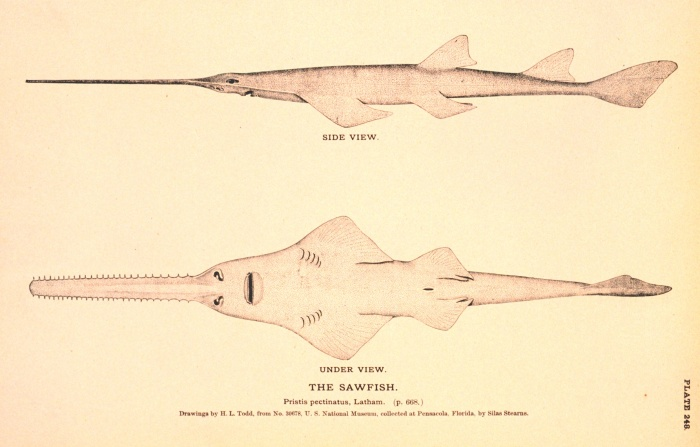 SIDE VIEW.
UNDER VIEW.
THE SAWFISH.
Pristis pectinatus, Latham. (p. 668.)
Drawings by H. L. Todd, from No. 30678, U. S. National Museum, collected at Pensacola, Florida, by Silas Stearns.
PLATE 248.